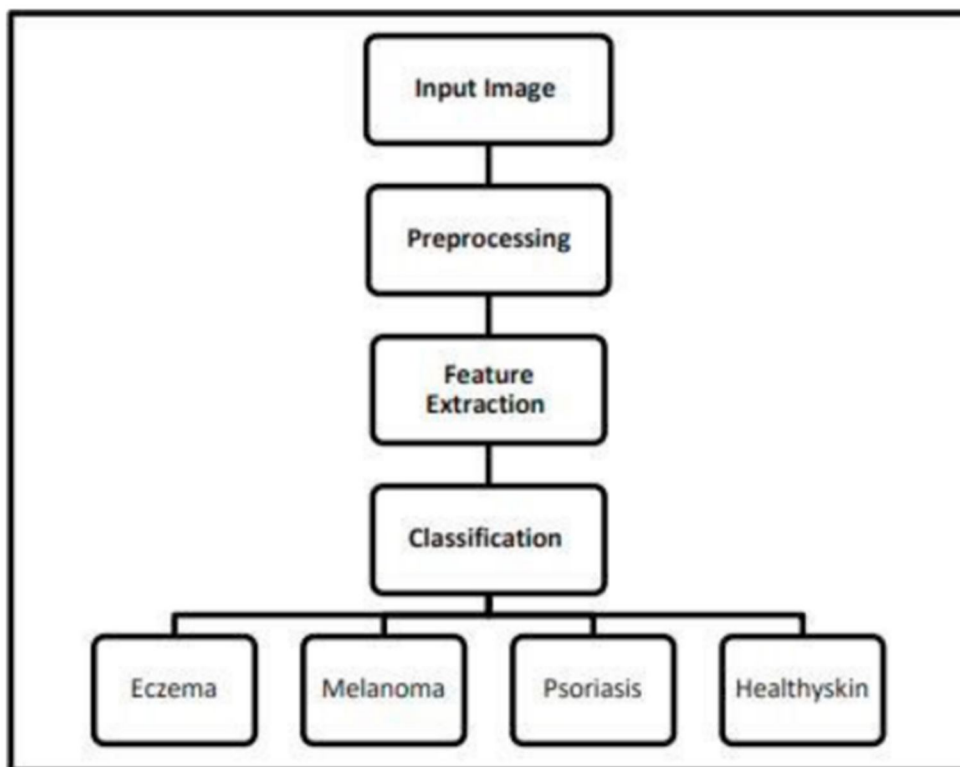 Input Image
Preprocessing
Feature
Extraction
Classification
Eczema
Melanoma
Psoriasis
Healthyskin